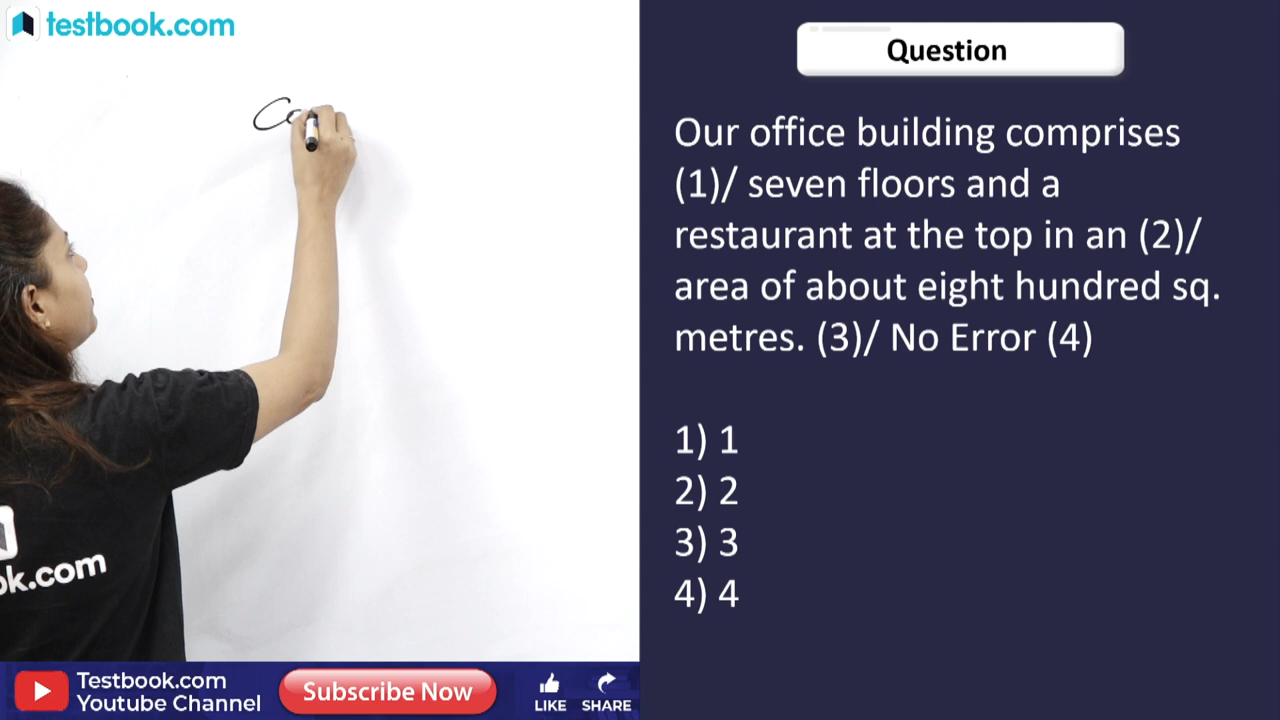 testbook.com
Question
Our office building comprises
(1)/ seven floors and a
restaurant at the top in an (2)/
area of about eight hundred sq.
metres. (3)/ No Error (4)
1) 1
2) 2
3) 3
4) 4
Co
ok.com
Testbook.com
Youtube Channel
Subscribe Now
LIKE
SHARE